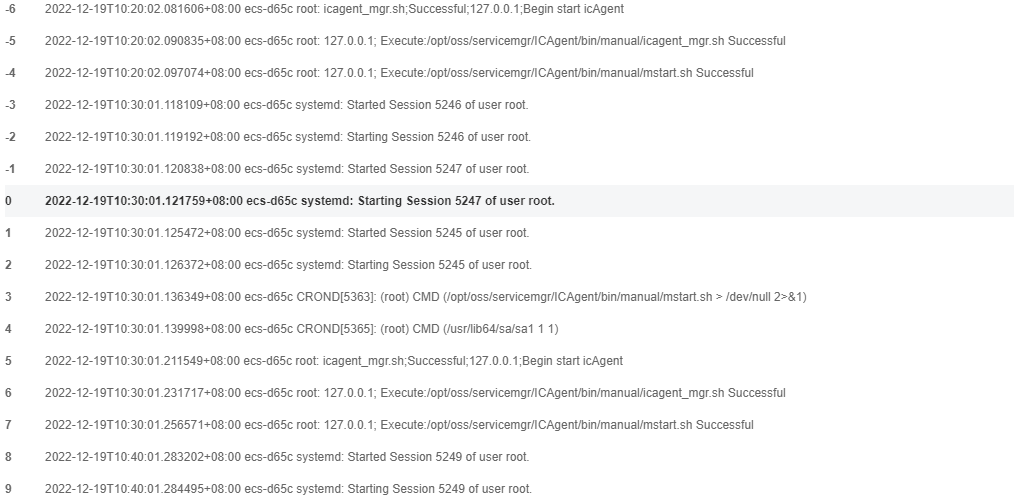 -6 2022-12-19T10:20:02.081606+08:00 ecs-d65c root: icagent_mgr.sh;Successful;127.0.0.1;Begin start icAgent
-5 2022-12-19T10:20:02.090835+08:00 ecs-d65c root: 127.0.0.1; Execute:/opt/oss/servicemgr/ICAgent/bin/manual/icagent_mgr.sh Successful
-4 2022-12-19T10:20:02.097074+08:00 ecs-d65c root: 127.0.0.1; Execute:/opt/oss/servicemgr/ICAgent/bin/manual/mstart.sh Successful
-3 2022-12-19T10:30:01.118109+08:00 ecs-d65c systemd: Started Session 5246 of user root.
-2 2022-12-19T10:30:01.119192+08:00 ecs-d65c systemd: Starting Session 5246 of user root.
-1 2022-12-19T10:30:01.120838+08:00 ecs-d65c systemd: Started Session 5247 of user root.
0 2022-12-19T10:30:01.121759+08:00 ecs-d65c systemd: Starting Session 5247 of user root.
1 2022-12-19T10:30:01.125472+08:00 ecs-d65c systemd: Started Session 5245 of user root.
2 2022-12-19T10:30:01.126372+08:00 ecs-d65c systemd: Starting Session 5245 of user root.
3 2022-12-19T10:30:01.136349+08:00 ecs-d65c CROND[5363]: (root) CMD (/opt/oss/servicemgr/ICAgent/bin/manual/mstart.sh > /dev/null 2>&1)
4 2022-12-19T10:30:01.139998+08:00 ecs-d65c CROND[5365]: (root) CMD (/usr/lib64/sa/sa1 1 1)
5 2022-12-19T10:30:01.211549+08:00 ecs-d65c root: icagent_mgr.sh;Successful;127.0.0.1;Begin start icAgent
6 2022-12-19T10:30:01.231717+08:00 ecs-d65c root: 127.0.0.1; Execute:/opt/oss/servicemgr/ICAgent/bin/manual/icagent_mgr.sh Successful
7 2022-12-19T10:30:01.256571+08:00 ecs-d65c root: 127.0.0.1; Execute:/opt/oss/servicemgr/ICAgent/bin/manual/mstart.sh Successful
8 2022-12-19T10:40:01.283202+08:00 ecs-d65c systemd: Started Session 5249 of user root.
9 2022-12-19T10:40:01.284495+08:00 ecs-d65c systemd: Starting Session 5249 of user root.